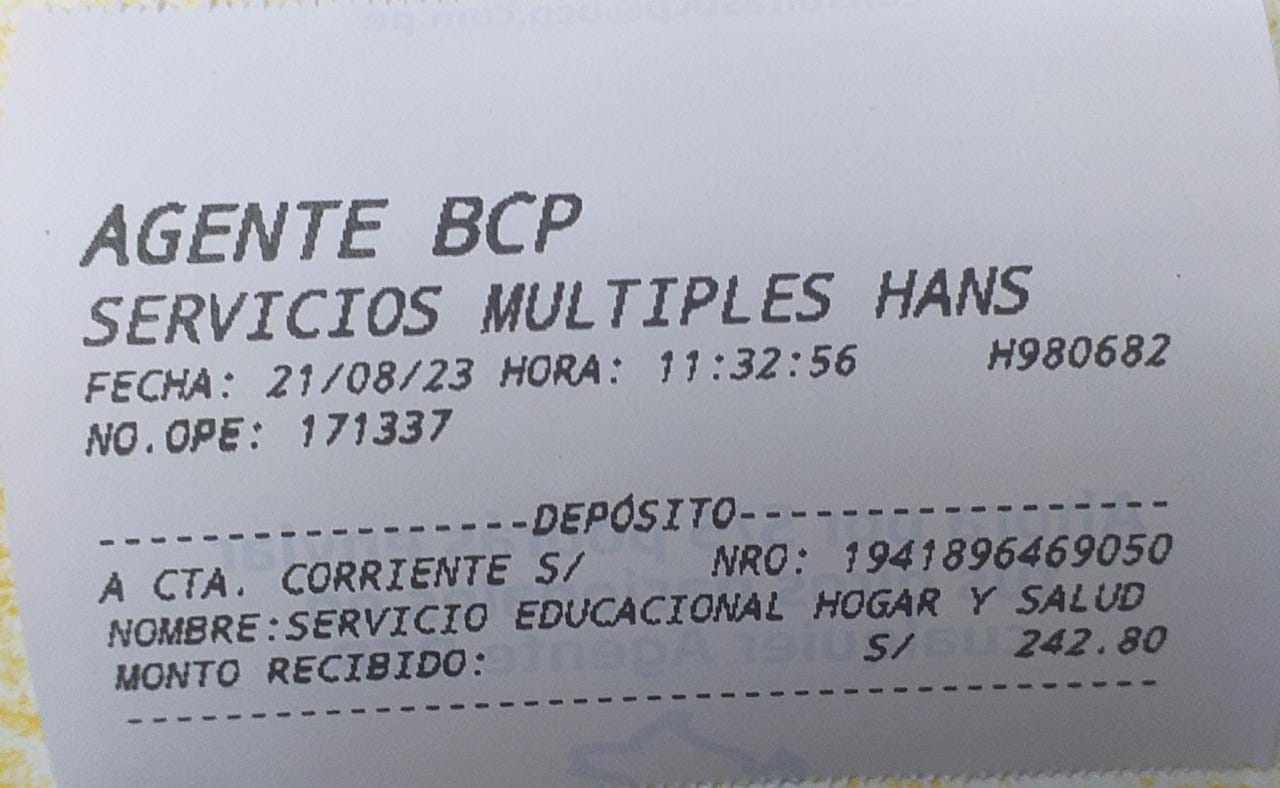 AGENTE BCP
SERVICIOS MULTIPLES HANS
FECHA: 21/08/23 HORA: 11:32:56 H980682
NO.OPE: 171337
------------------DEPÓSITO------------------
A CTA. CORRIENTE S/ NRO: 1941896469050
NOMBRE:SERVICIO EDUCACIONAL HOGAR Y SALUD
MONTO RECIBIDO: S/ 242.80
--------------------------------------------